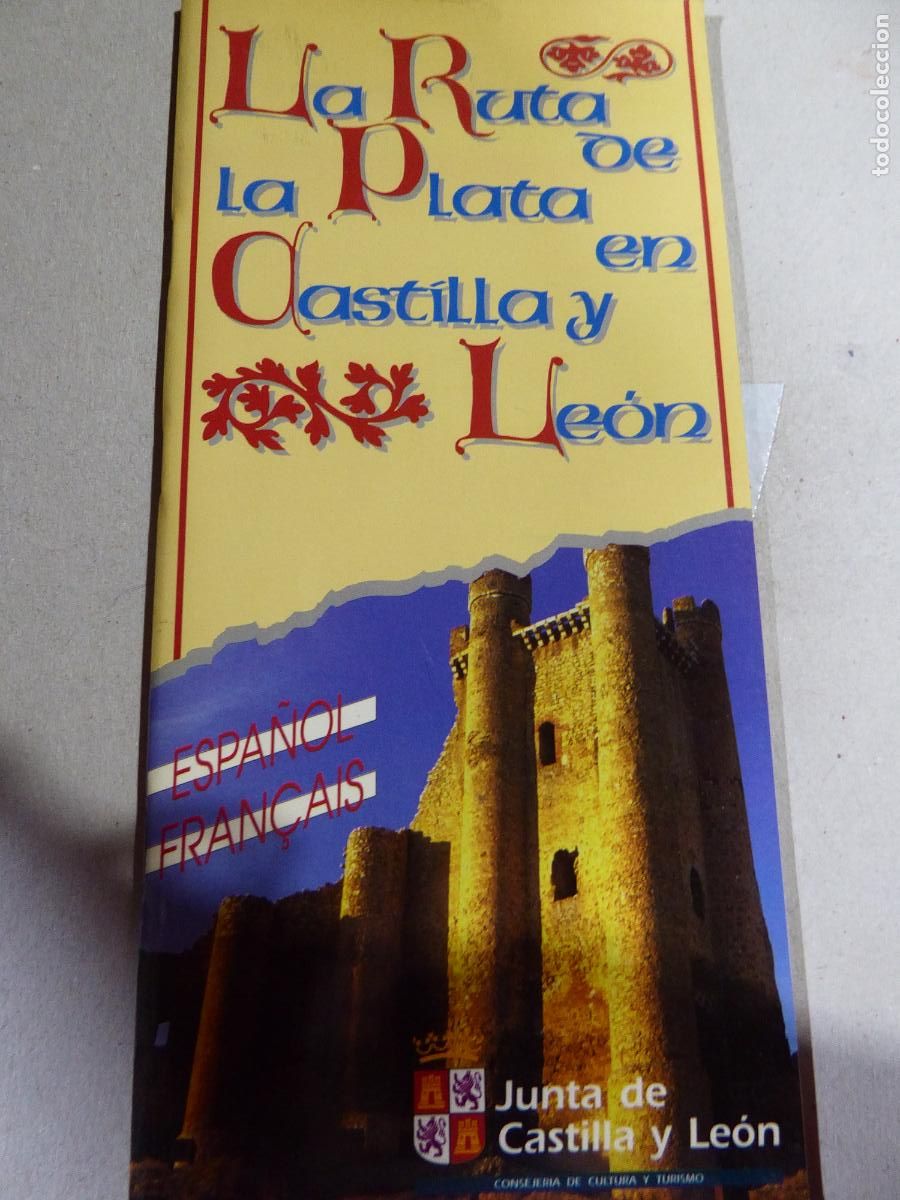 La Ruta
de
la Plata
en
Castilla y
León
ESPAÑOL
FRANÇAIS
Junta de
Castilla y León
CONSEJERIA DE CULTURA Y TURISMO
todocoleccion